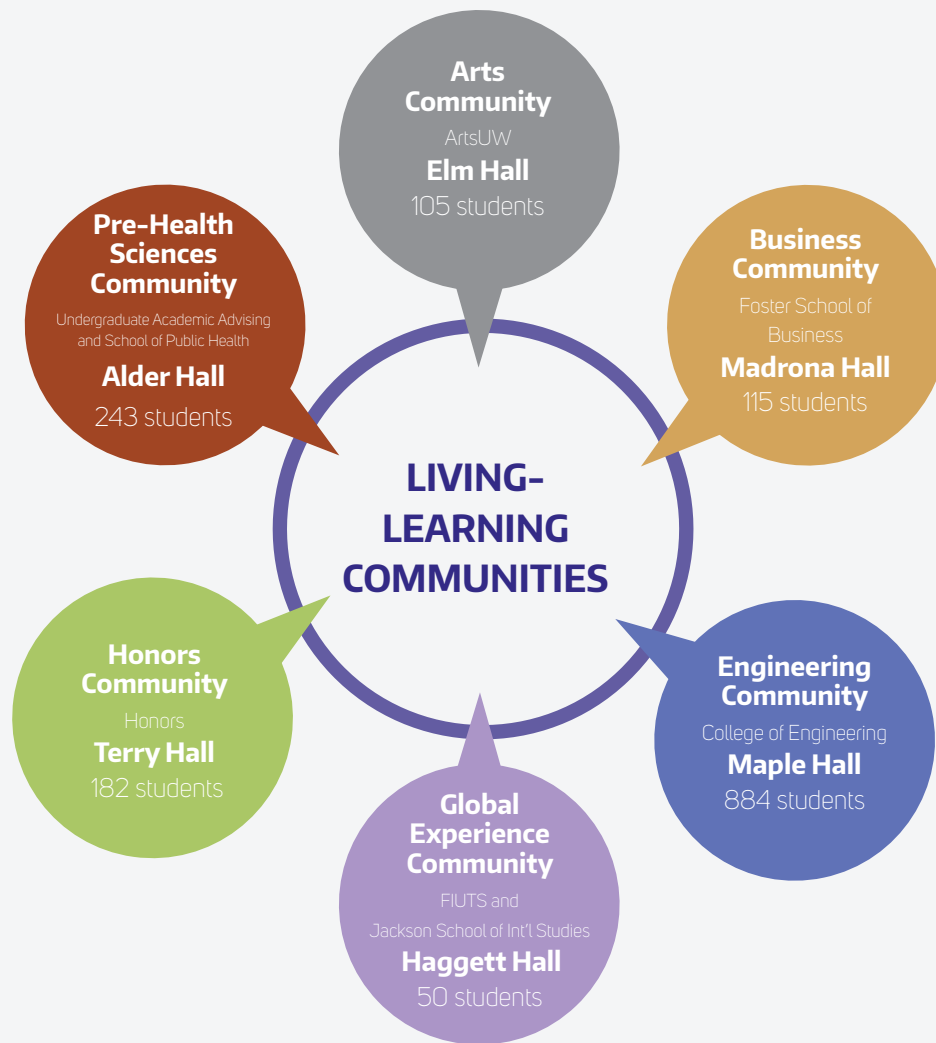 Arts
Community
ArtsUW
Elm Hall
105 students
Pre-Health
Sciences
Community
Undergraduate Academic Advising
and School of Public Health
Alder Hall
243 students
Business
Community
Foster School of
Business
Madrona Hall
115 students
LIVING-
LEARNING
COMMUNITIES
Honors
Community
Honors
Terry Hall
182 students
Engineering
Community
College of Engineering
Maple Hall
884 students
Global
Experience
Community
FIUTS and
Jackson School of Int'l Studies
Haggett Hall
50 students